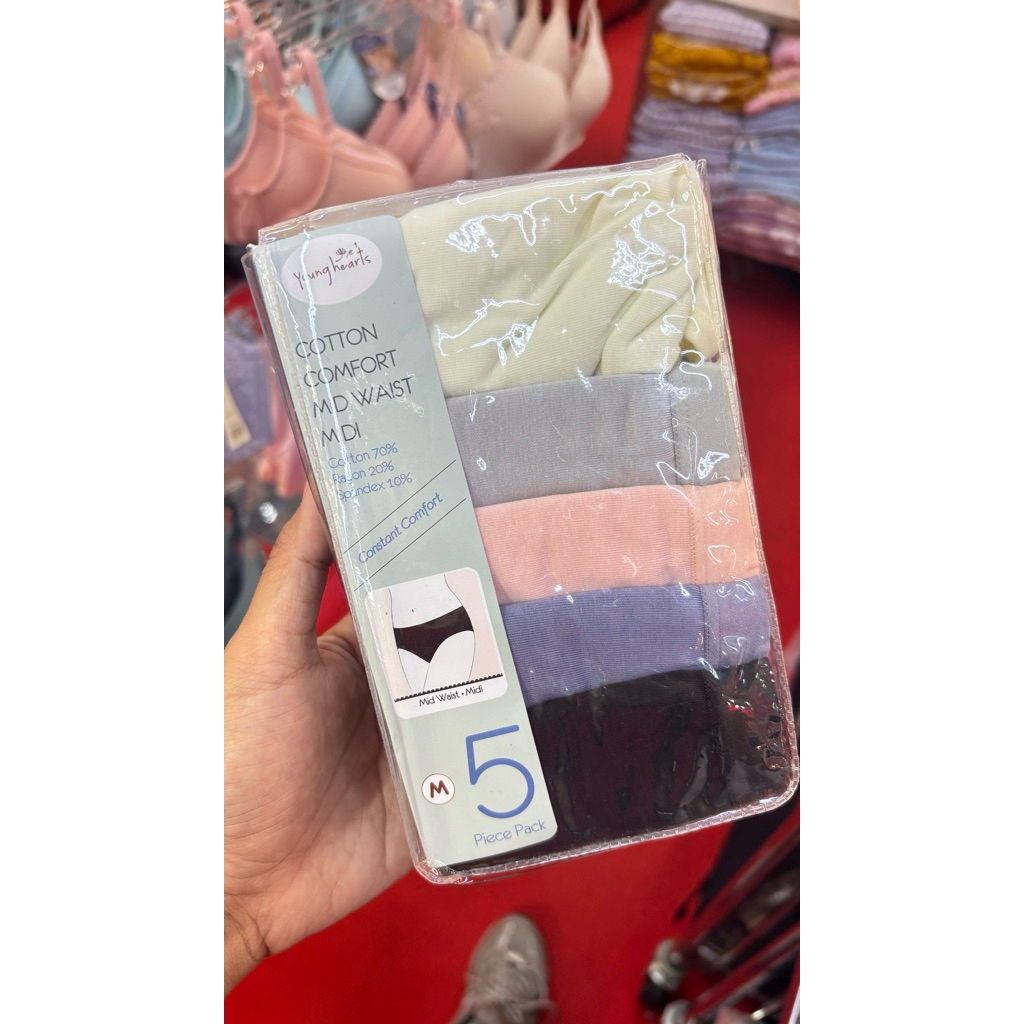 Young hearts
COTTON
COMFORT
MID WAIST
MIDI
Cotton 70%
Rayon 20%
Spandex 10%
Constant Comfort
Mid Waist • Midi
M
5
Piece Pack